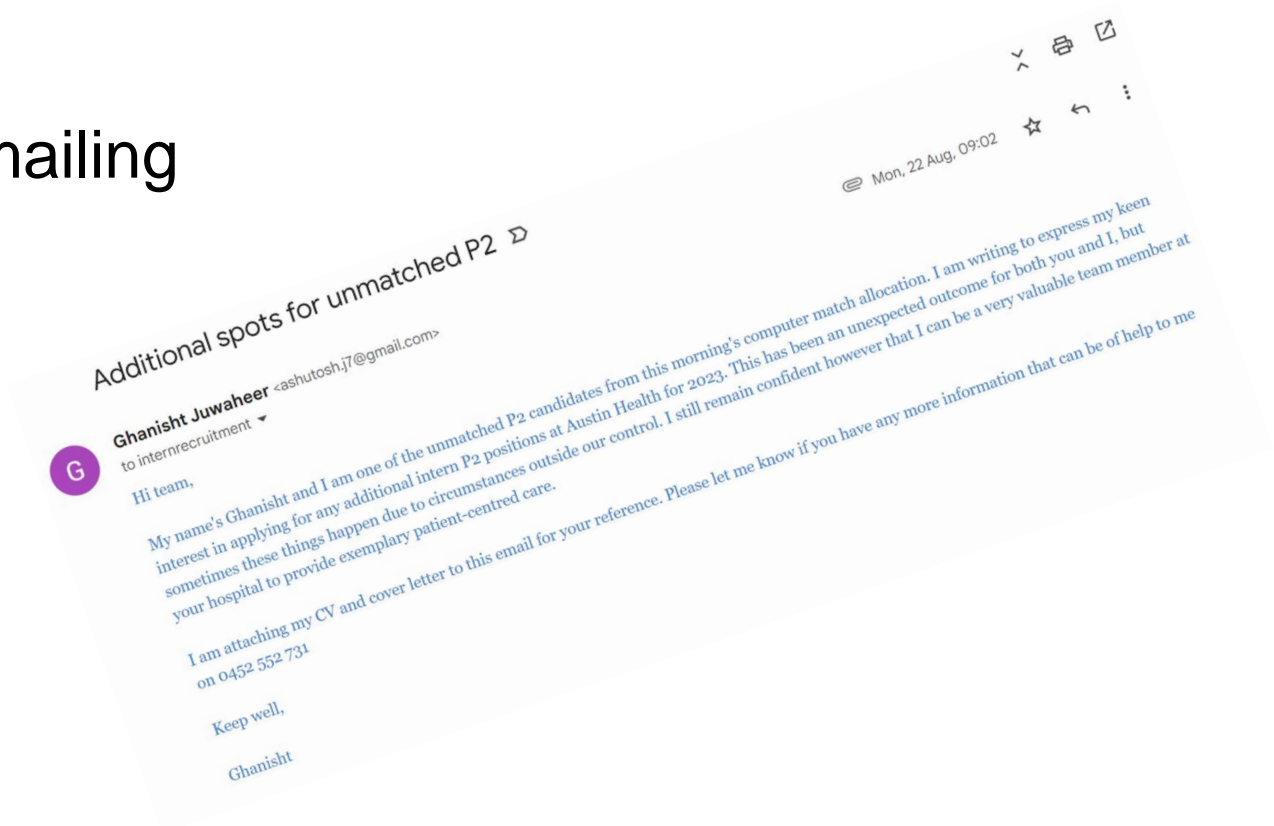 nailing
Mon, 22 Aug, 09:02
Additional spots for unmatched P2
Ghanisht Juwaheer <ashutosh.j7@gmail.com>
to internrecruitment
G
Hi team,
My name's Ghanisht and I am one of the unmatched P2 candidates from this morning's computer match allocation. I am writing to express my keen
interest in applying for any additional intern P2 positions at Austin Health for 2023. This has been an unexpected outcome for both you and I, but
sometimes these things happen due to circumstances outside our control. I still remain confident however that I can be a very valuable team member at
your hospital to provide exemplary patient-centred care.
I am attaching my CV and cover letter to this email for your reference. Please let me know if you have any more information that can be of help to me
on 0452 552 731
Keep well,
Ghanisht